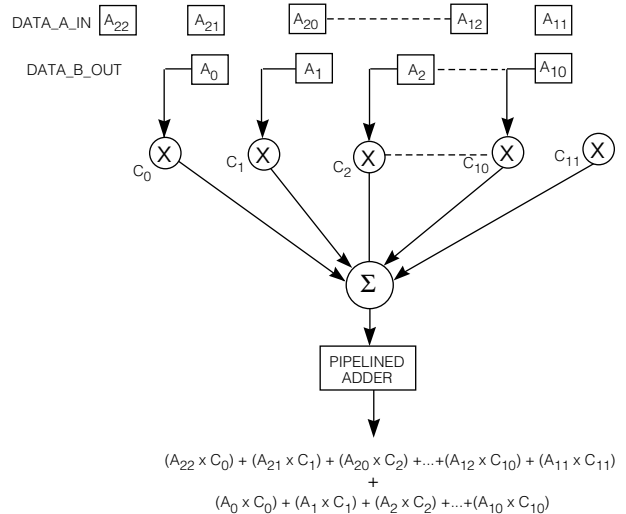 DATA_A_IN A22 A21 A20 A12 A11
DATA_B_OUT A0 A1 A2 A10
X X X X X
C0 C1 C2 C10 C11
Σ
PIPELINED
ADDER
(A22 x C0) + (A21 x C1) + (A20 x C2) +...+(A12 x C10) + (A11 x C11)
+
(A0 x C0) + (A1 x C1) + (A2 x C2) +...+(A10 x C10)